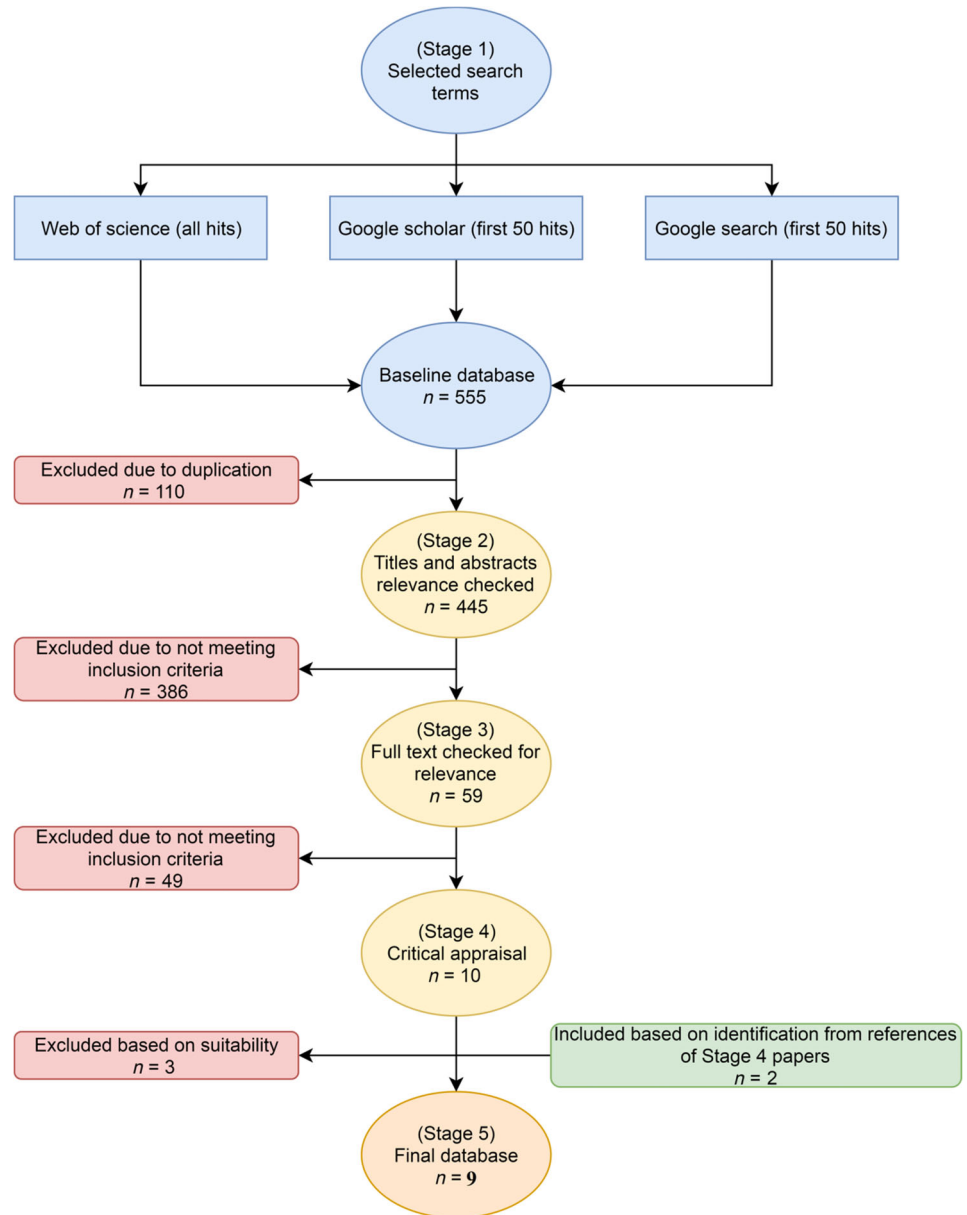 (Stage 1)
Selected search
terms
Web of science (all hits)
Google scholar (first 50 hits)
Google search (first 50 hits)
Baseline database
n = 555
Excluded due to duplication
n = 110
(Stage 2)
Titles and abstracts
relevance checked
n = 445
Excluded due to not meeting
inclusion criteria
n = 386
(Stage 3)
Full text checked for
relevance
n = 59
Excluded due to not meeting
inclusion criteria
n = 49
(Stage 4)
Critical appraisal
n = 10
Excluded based on suitability
n = 3
Included based on identification from references
of Stage 4 papers
n = 2
(Stage 5)
Final database
n = 9